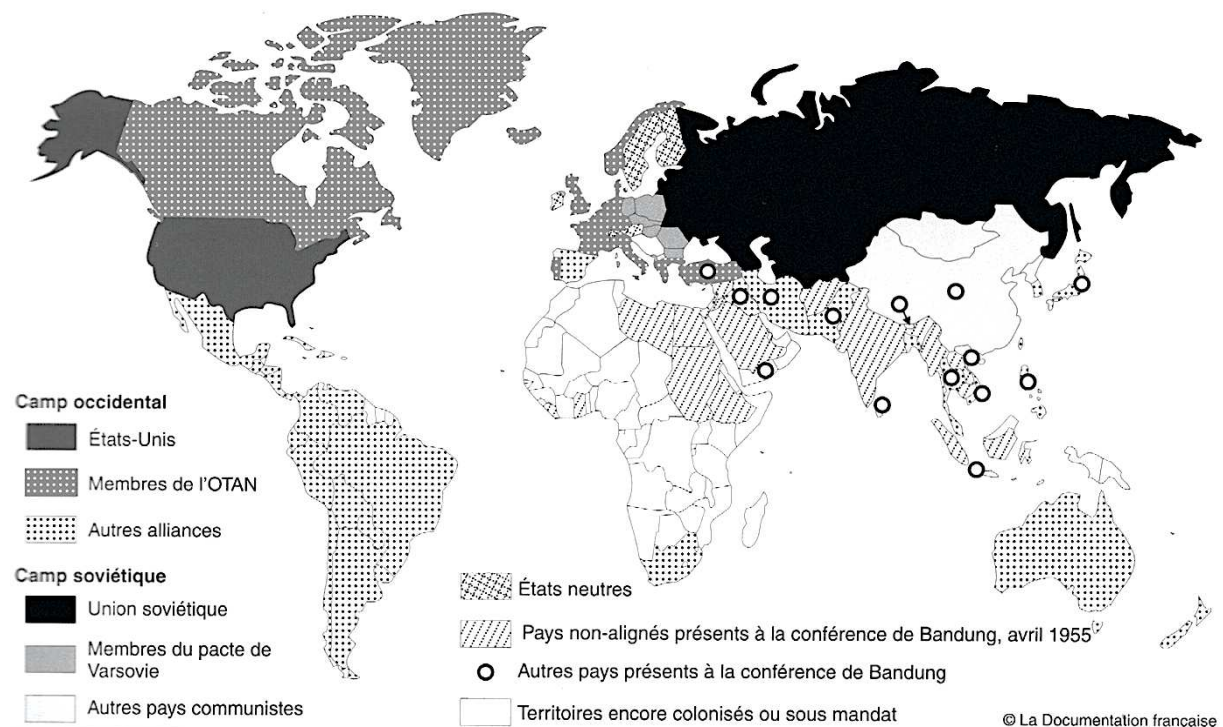 Camp occidental
États-Unis
Membres de l'OTAN
Autres alliances
Camp soviétique
Union soviétique
Membres du pacte de
Varsovie
Autres pays communistes
États neutres
Pays non-alignés présents à la conférence de Bandung, avril 1955
Autres pays présents à la conférence de Bandung
Territoires encore colonisés ou sous mandat
© La Documentation française